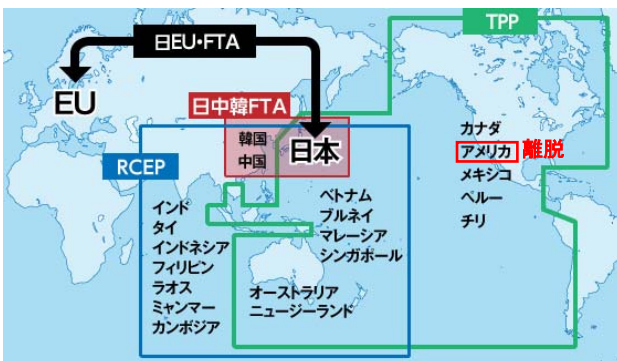 TPP
日EU・FTA
EU
日中韓FTA
韓国
中国
日本
RCEP
カナダ
アメリカ 離脱
メキシコ
ペルー
チリ
インド
タイ
インドネシア
フィリピン
ラオス
ミャンマー
カンボジア
ベトナム
ブルネイ
マレーシア
シンガポール
オーストラリア
ニュージーランド